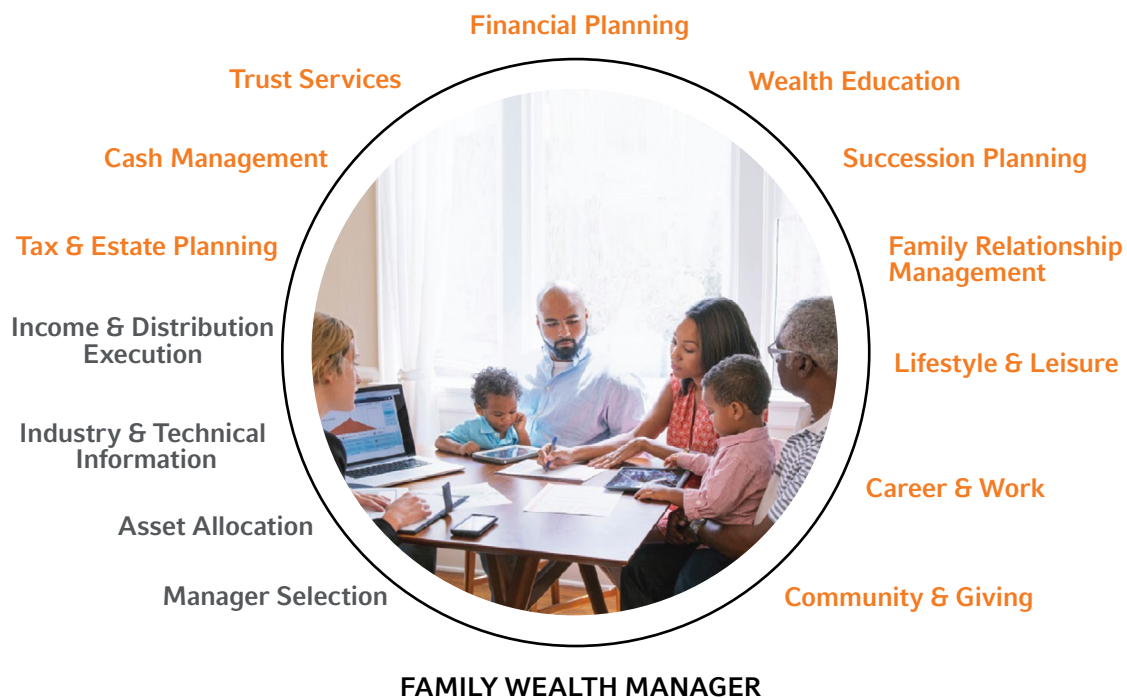 Financial Planning
Trust Services
Wealth Education
Cash Management
Succession Planning
Tax & Estate Planning
Family Relationship
Management
Income & Distribution
Execution
Lifestyle & Leisure
Industry & Technical
Information
Career & Work
Asset Allocation
Manager Selection
Community & Giving
FAMILY WEALTH MANAGER